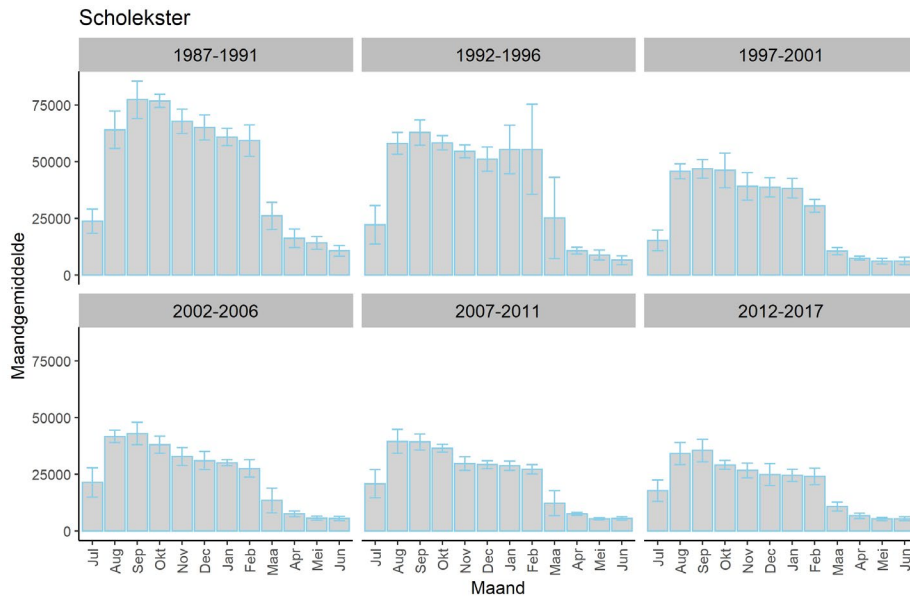 Scholekster
1987-1991
1992-1996
1997-2001
75000
50000
25000
0
2002-2006
2007-2011
2012-2017
75000
50000
25000
0
Maandgemiddelde
Jul Aug Sep Okt Nov Dec Jan Feb Maa Apr Mei Jun
Jul Aug Sep Okt Nov Dec Jan Feb Maa Apr Mei Jun
Jul Aug Sep Okt Nov Dec Jan Feb Maa Apr Mei Jun
Maand